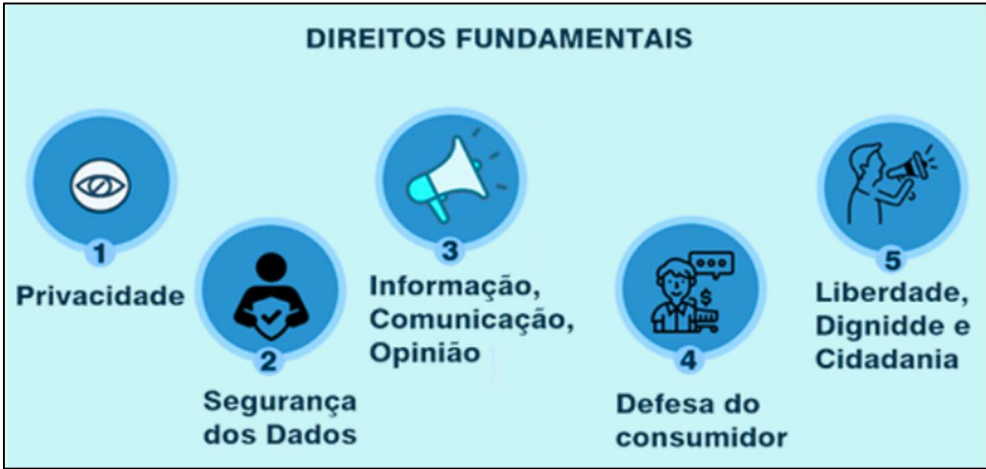 DIREITOS FUNDAMENTAIS
1
Privacidade
2
Segurança
dos Dados
3
Informação,
Comunicação,
Opinião
4
Defesa do
consumidor
5
Liberdade,
Dignidde e
Cidadania
$